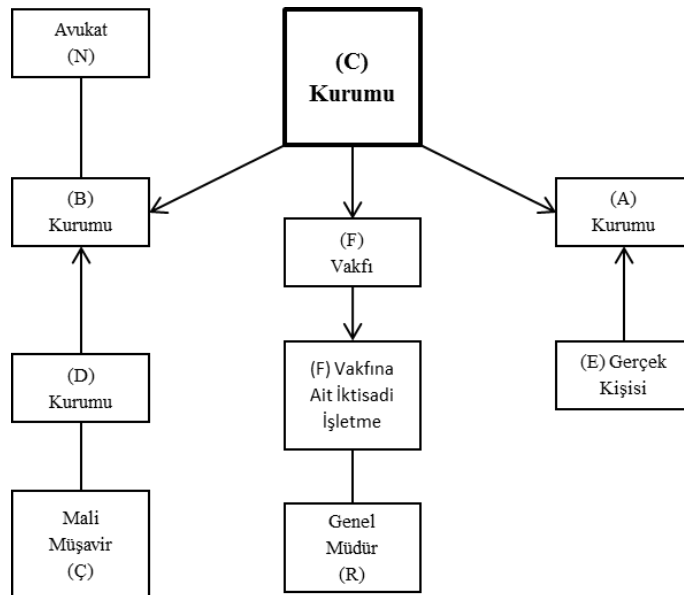 Avukat
(N)
(C)
Kurumu
(B)
Kurumu
(F)
Vakfı
(A)
Kurumu
(D)
Kurumu
(F) Vakfına
Ait İktisadi
İşletme
(E) Gerçek
Kişisi
Mali
Müşavir
(Ç)
Genel
Müdür
(R)